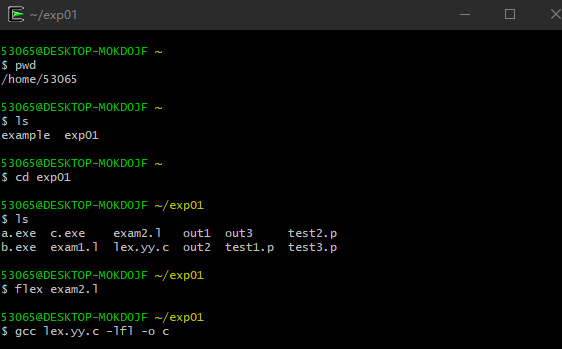 ~/exp01
53065@DESKTOP-MOKDOJF ~
$ pwd
/home/53065
53065@DESKTOP-MOKDOJF ~
$ ls
example  exp01
53065@DESKTOP-MOKDOJF ~
$ cd exp01
53065@DESKTOP-MOKDOJF ~/exp01
$ ls
a.exe  c.exe    exam2.l   out1  out3     test2.p
b.exe  exam1.l  lex.yy.c  out2  test1.p  test3.p
53065@DESKTOP-MOKDOJF ~/exp01
$ flex exam2.l
53065@DESKTOP-MOKDOJF ~/exp01
$ gcc lex.yy.c -lfl -o c